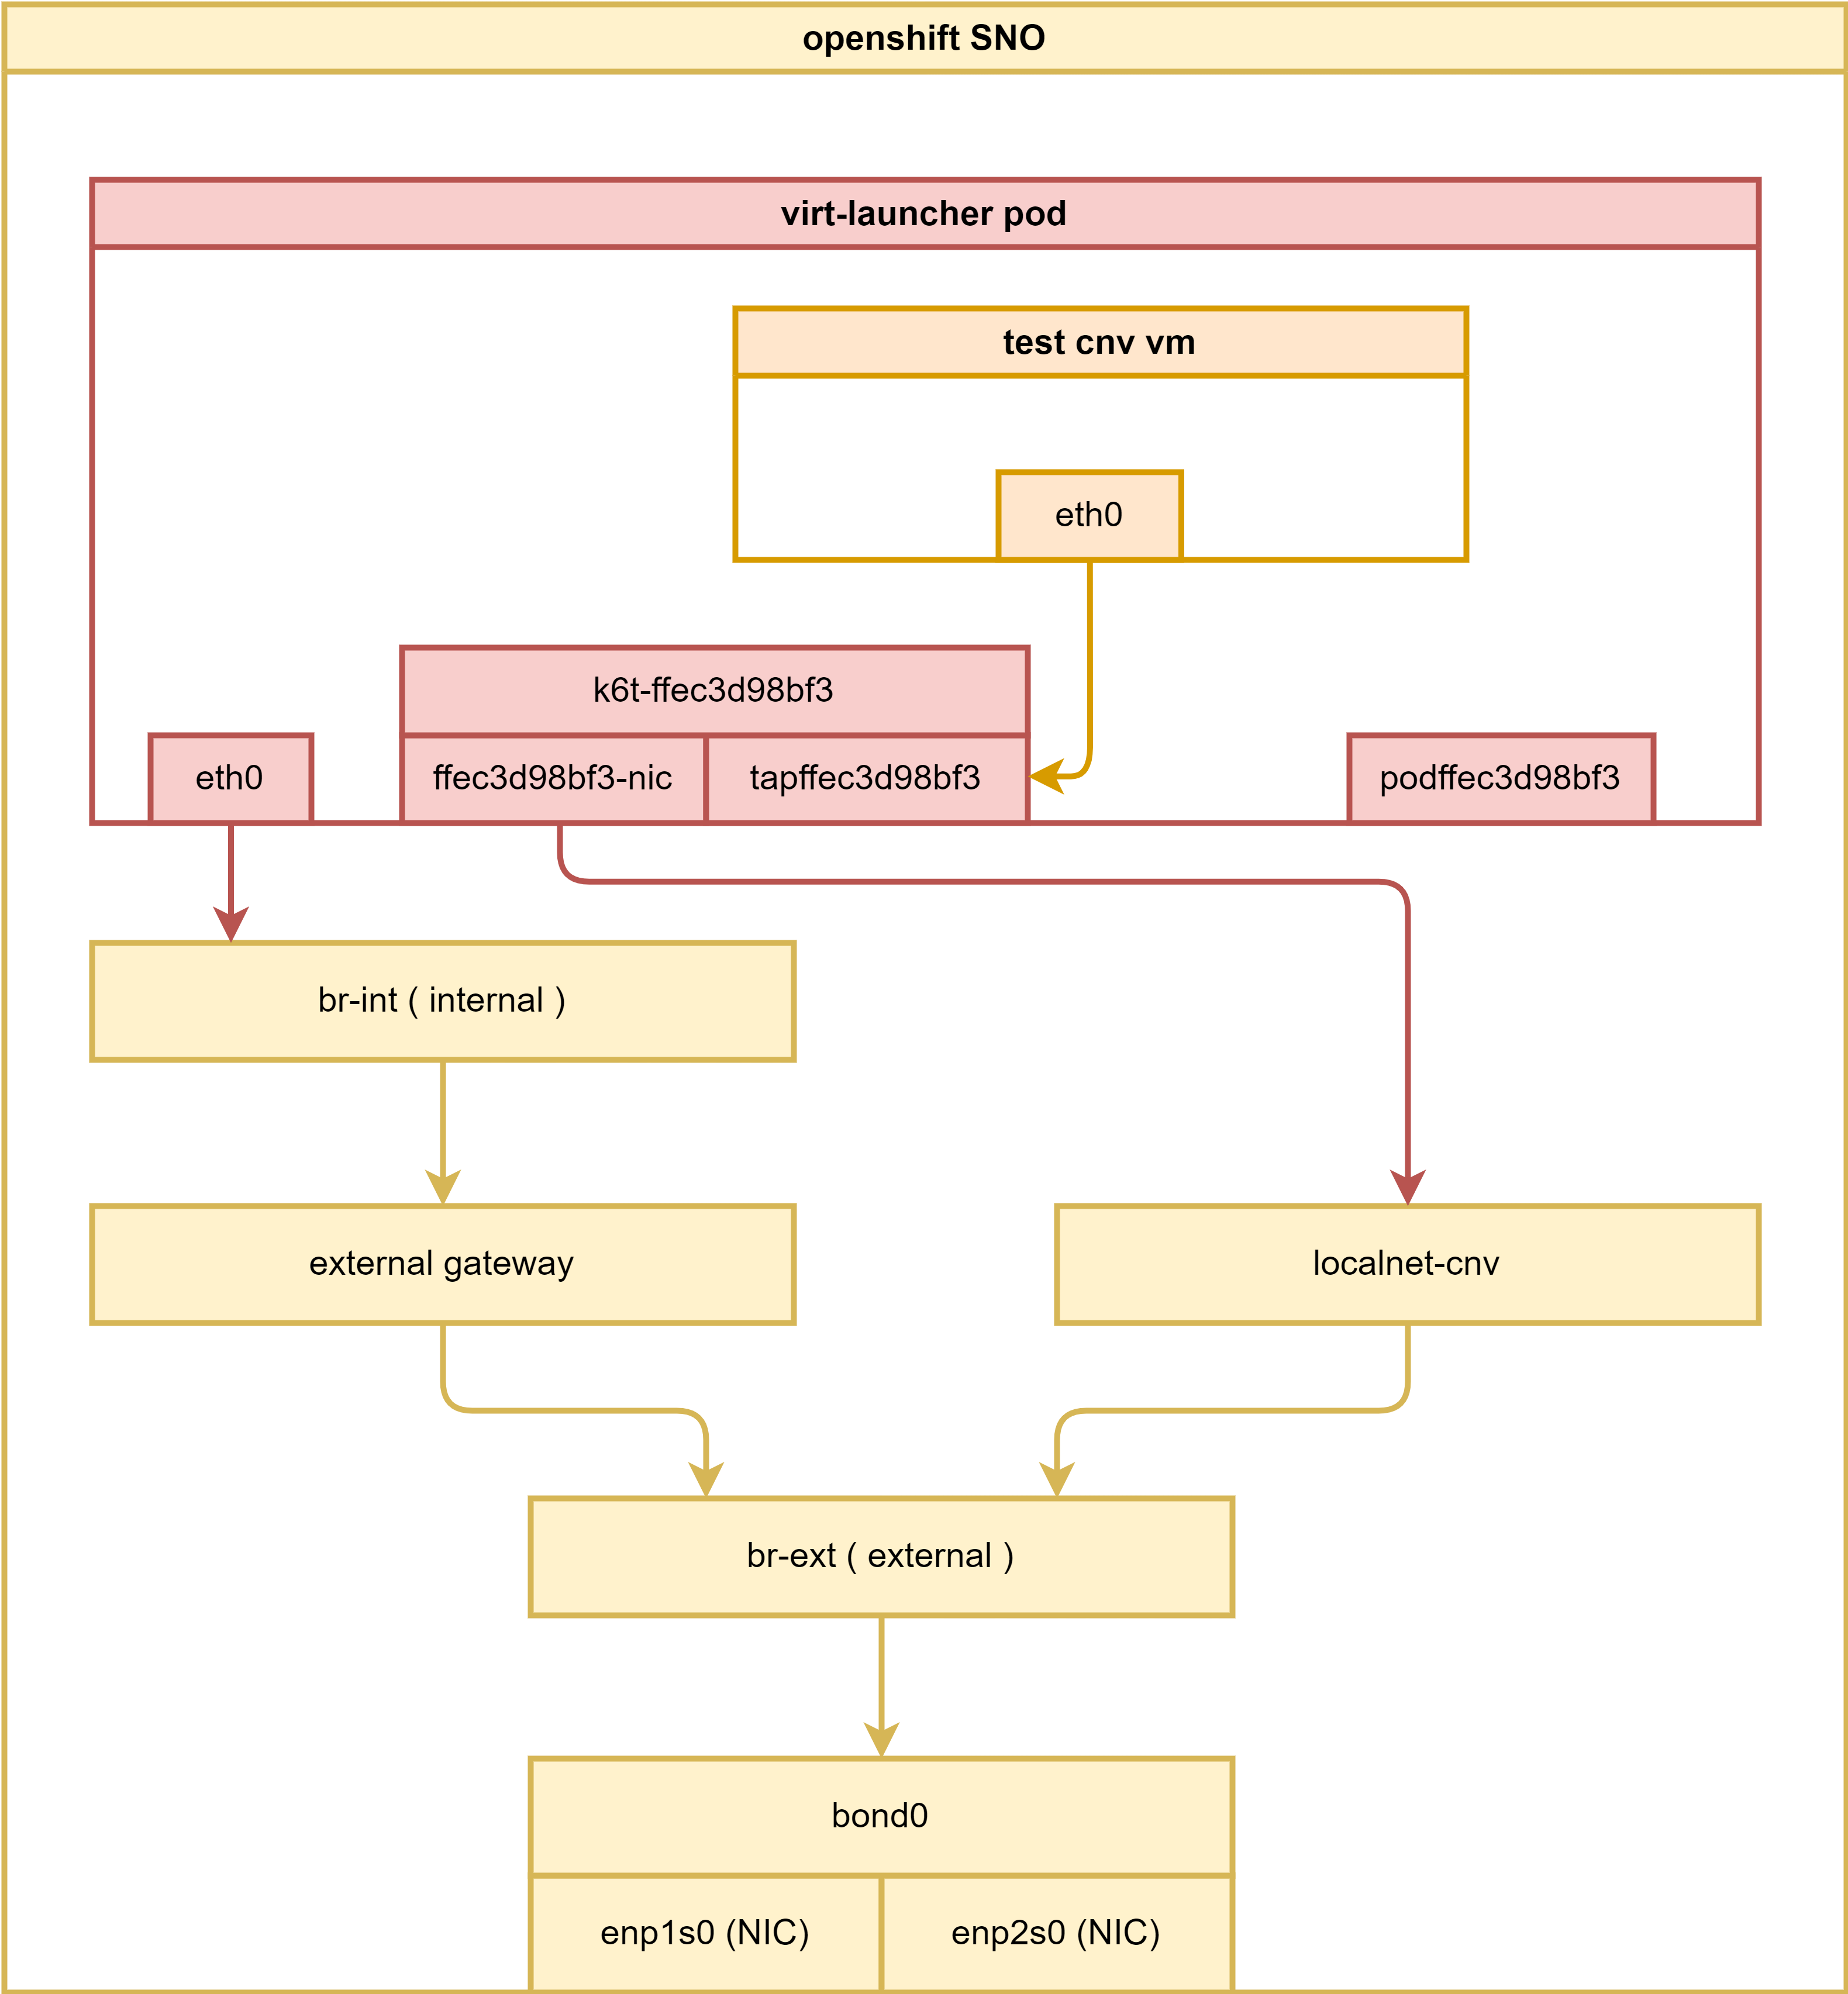 openshift SNO
virt-launcher pod
test cnv vm
eth0
k6t-ffec3d98bf3
eth0
ffec3d98bf3-nic
tapffec3d98bf3
podffec3d98bf3
br-int ( internal )
external gateway
localnet-cnv
br-ext ( external )
bond0
enp1s0 (NIC)
enp2s0 (NIC)